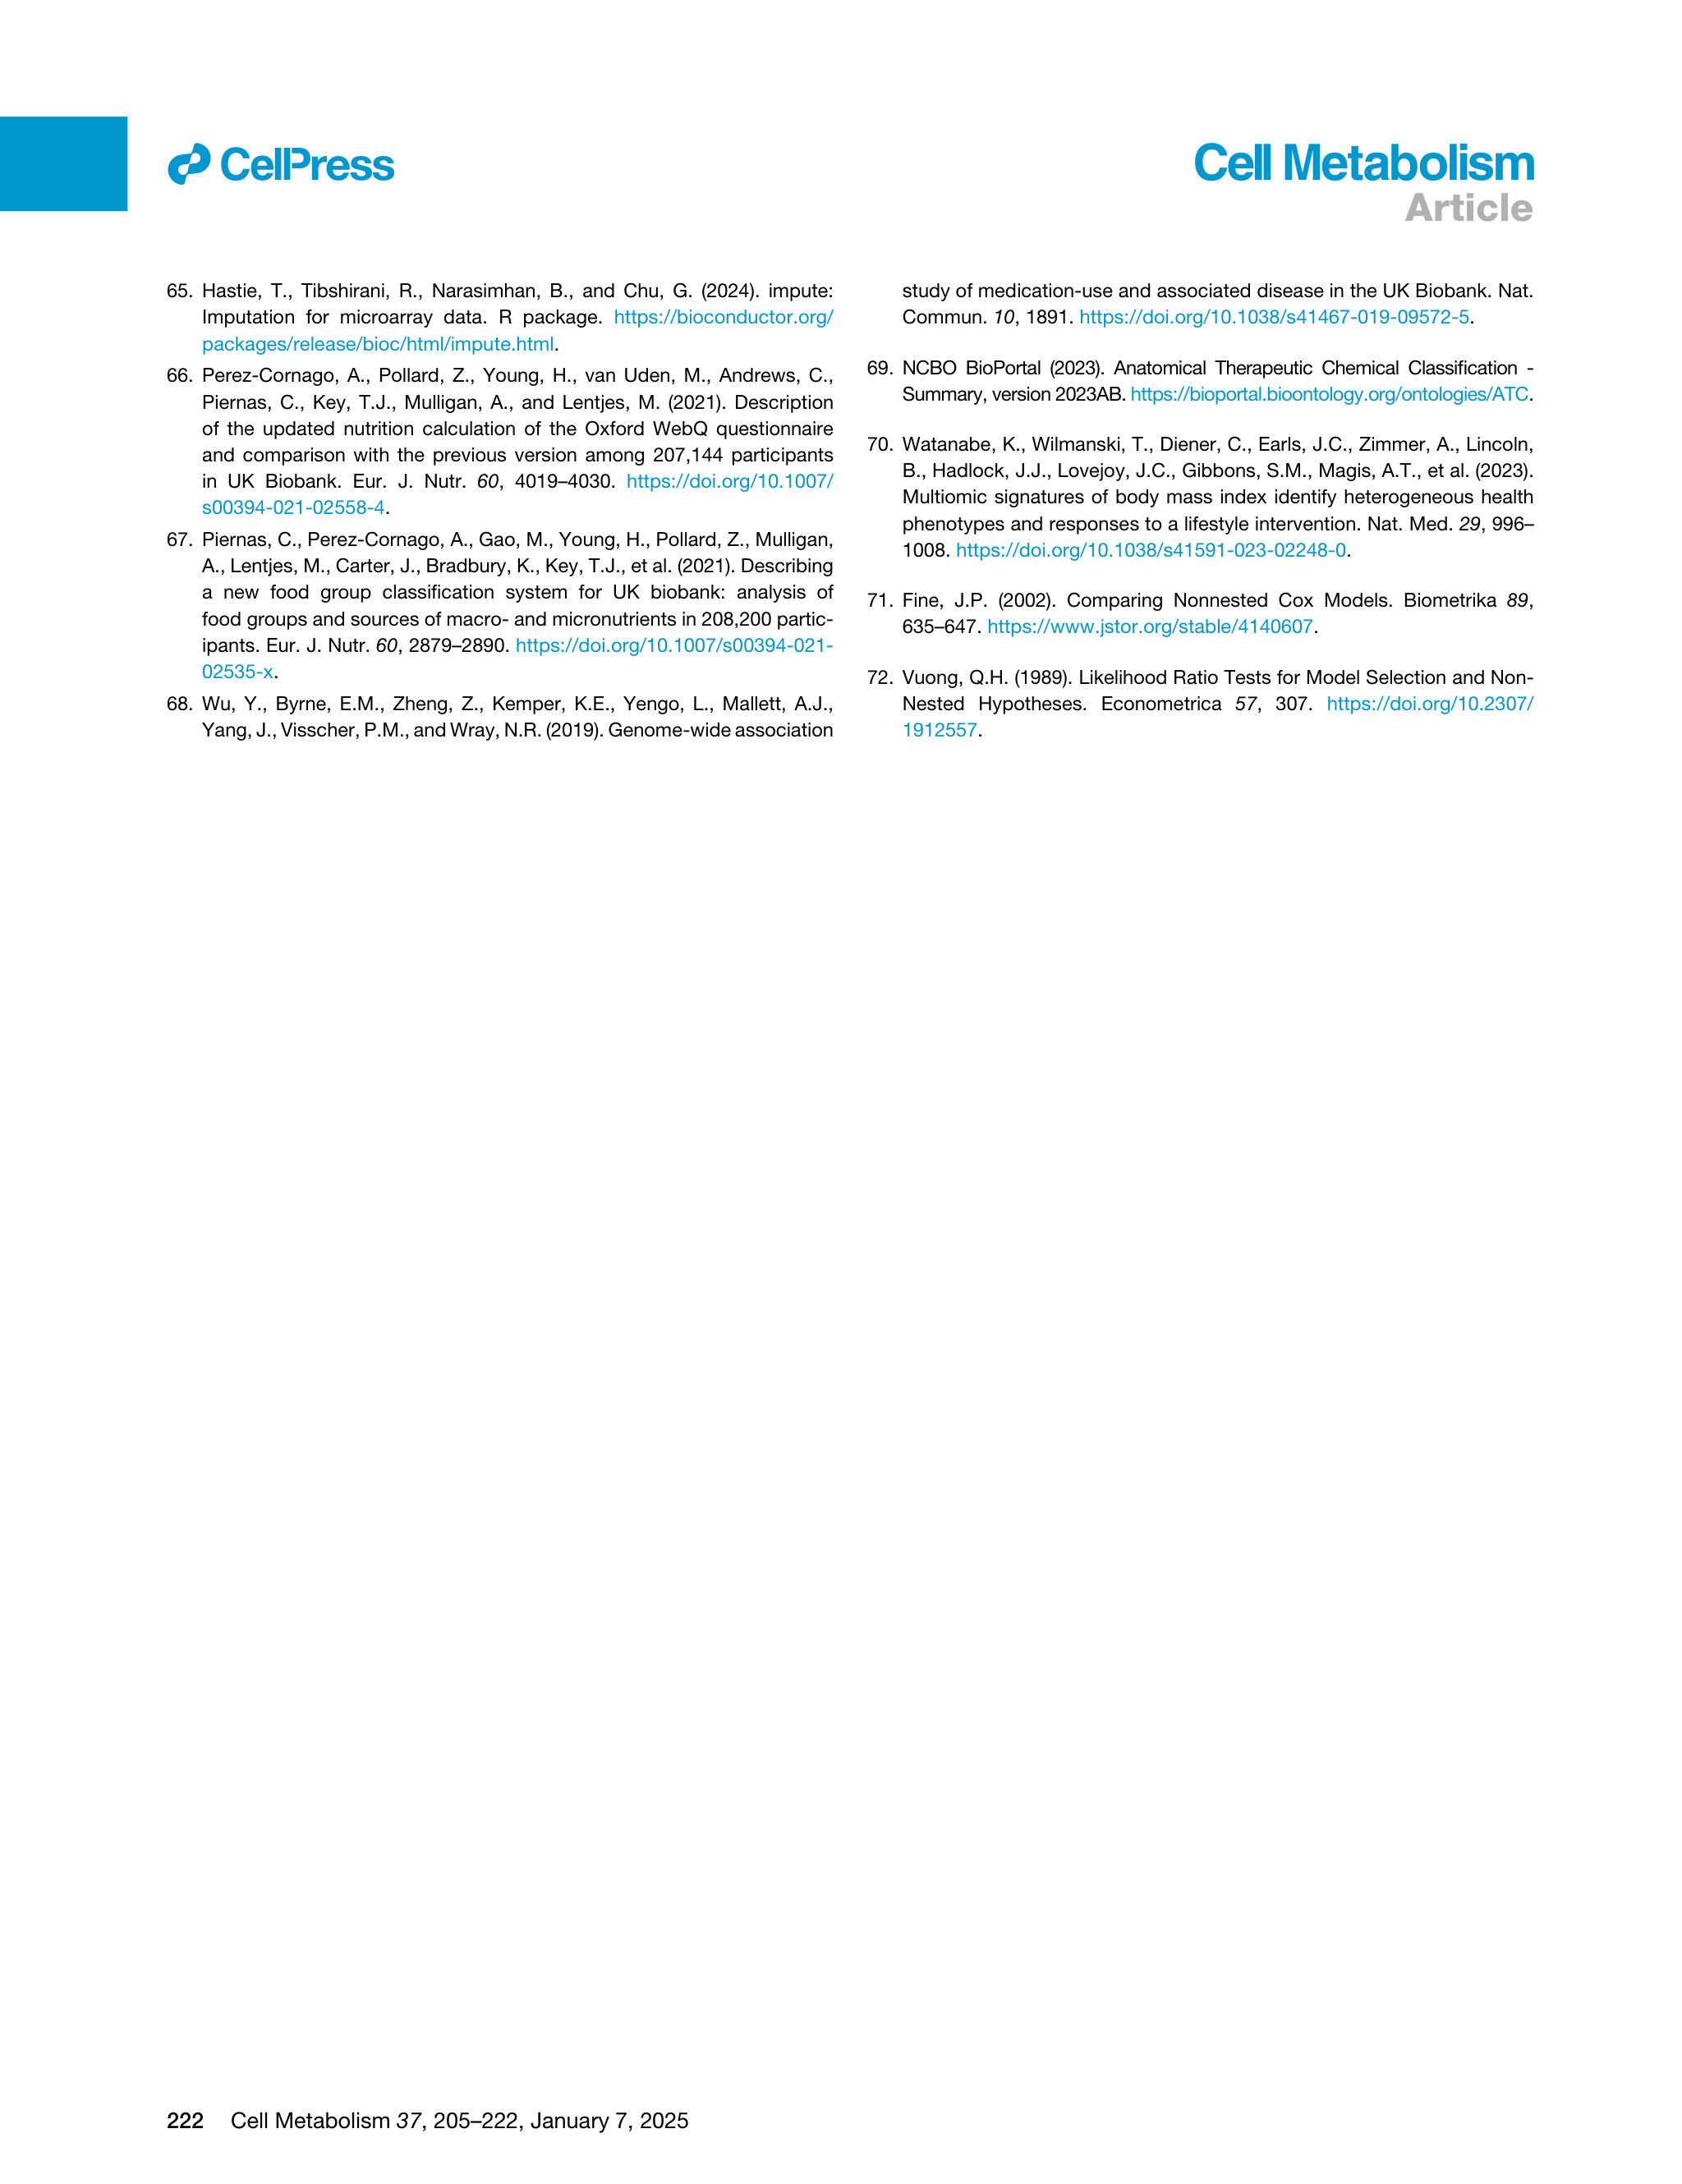 CellPress
Cell Metabolism
Article
65. Hastie, T., Tibshirani, R., Narasimhan, B., and Chu, G. (2024). impute:
Imputation for microarray data. R package. https://bioconductor.org/
packages/release/bioc/html/impute.html.
66. Perez-Cornago, A., Pollard, Z., Young, H., van Uden, M., Andrews, C.,
Piernas, C., Key, T.J., Mulligan, A., and Lentjes, M. (2021). Description
of the updated nutrition calculation of the Oxford WebQ questionnaire
and comparison with the previous version among 207,144 participants
in UK Biobank. Eur. J. Nutr. 60, 4019–4030. https://doi.org/10.1007/
s00394-021-02558-4.
67. Piernas, C., Perez-Cornago, A., Gao, M., Young, H., Pollard, Z., Mulligan,
A., Lentjes, M., Carter, J., Bradbury, K., Key, T.J., et al. (2021). Describing
a new food group classification system for UK biobank: analysis of
food groups and sources of macro- and micronutrients in 208,200 partic-
ipants. Eur. J. Nutr. 60, 2879–2890. https://doi.org/10.1007/s00394-021-
02535-x.
68. Wu, Y., Byrne, E.M., Zheng, Z., Kemper, K.E., Yengo, L., Mallett, A.J.,
Yang, J., Visscher, P.M., and Wray, N.R. (2019). Genome-wide association
study of medication-use and associated disease in the UK Biobank. Nat.
Commun. 10, 1891. https://doi.org/10.1038/s41467-019-09572-5.
69. NCBO BioPortal (2023). Anatomical Therapeutic Chemical Classification -
Summary, version 2023AB. https://bioportal.bioontology.org/ontologies/ATC.
70. Watanabe, K., Wilmanski, T., Diener, C., Earls, J.C., Zimmer, A., Lincoln,
B., Hadlock, J.J., Lovejoy, J.C., Gibbons, S.M., Magis, A.T., et al. (2023).
Multiomic signatures of body mass index identify heterogeneous health
phenotypes and responses to a lifestyle intervention. Nat. Med. 29, 996–
1008. https://doi.org/10.1038/s41591-023-02248-0.
71. Fine, J.P. (2002). Comparing Nonnested Cox Models. Biometrika 89,
635–647. https://www.jstor.org/stable/4140607.
72. Vuong, Q.H. (1989). Likelihood Ratio Tests for Model Selection and Non-
Nested Hypotheses. Econometrica 57, 307. https://doi.org/10.2307/
1912557.
222 Cell Metabolism 37, 205–222, January 7, 2025